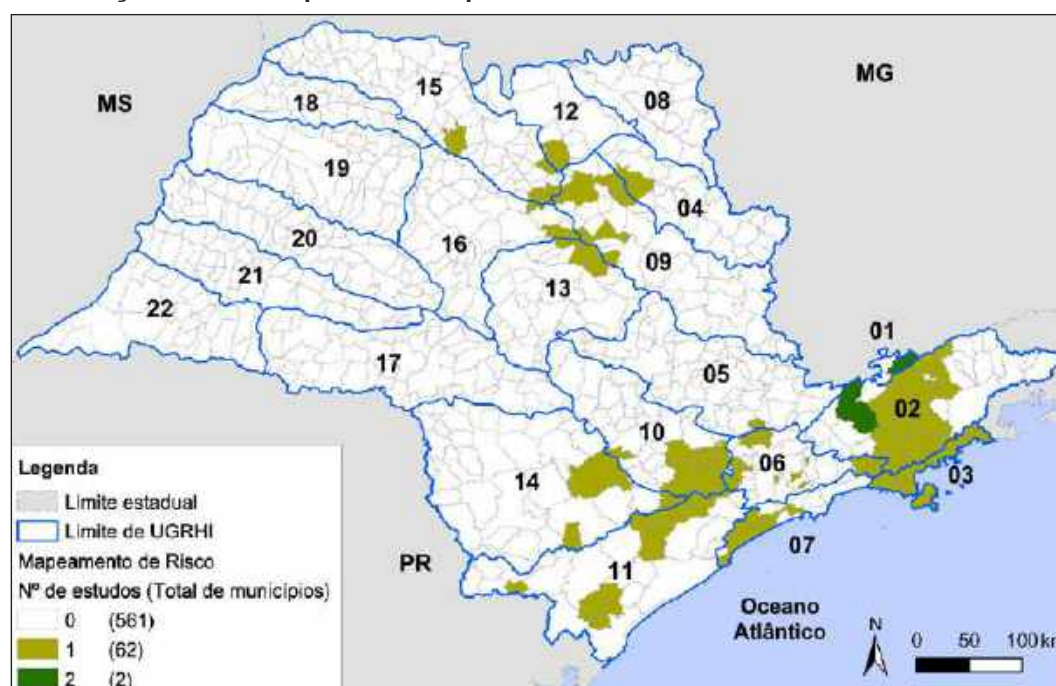 MS
MG
15
18
12
08
19
04
16
20
09
21
13
22
01
17
05
02
10
06
14
03
07
11
PR
Oceano
Atlântico
N
0 50 100 km
Legenda
Limite estadual
Limite de UGRHI
Mapeamento de Risco
Nº de estudos (Total de municípios)
0 (561)
1 (62)
2 (2)